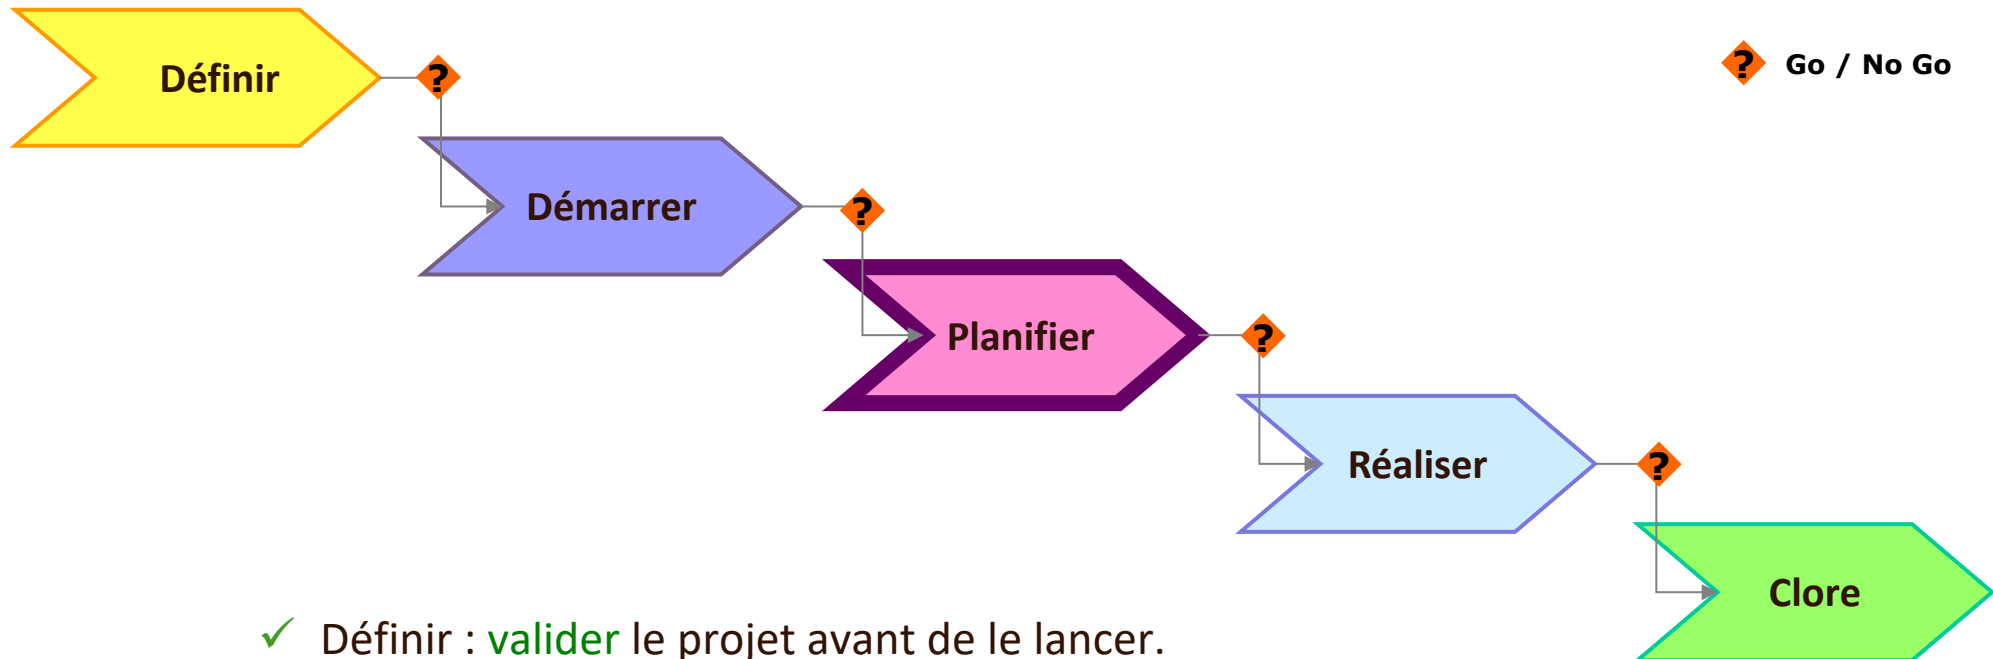 Définir
?
? Go / No Go
Démarrer
?
Planifier
?
Réaliser
?
Clore
✓ Définir : valider le projet avant de le lancer.